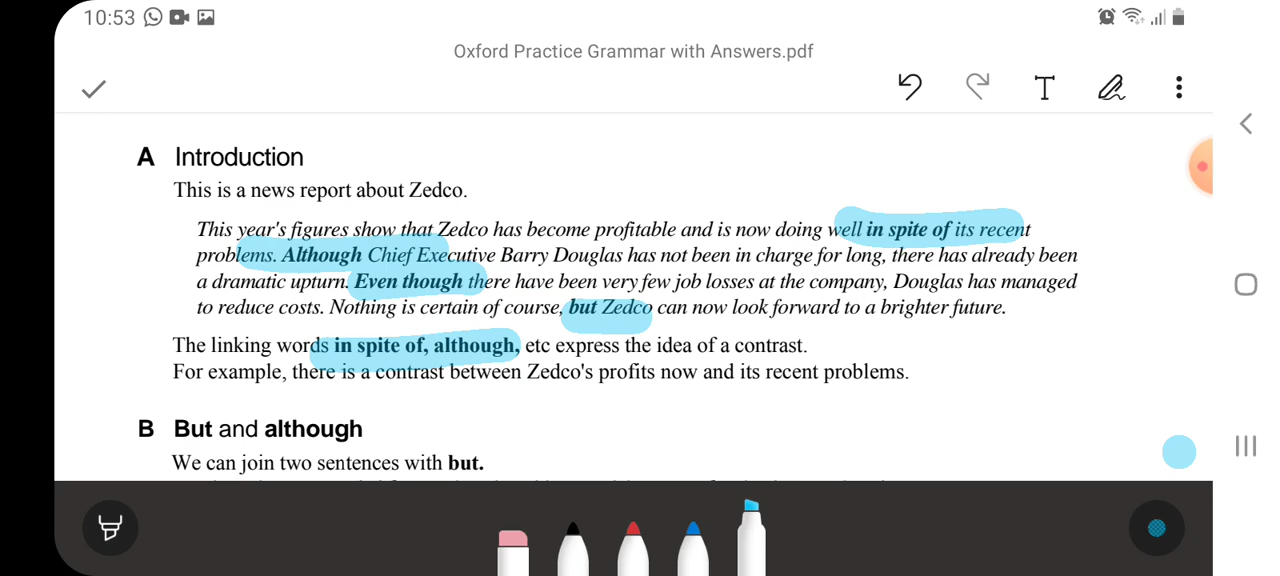 10:53
Oxford Practice Grammar with Answers.pdf
T
A Introduction
This is a news report about Zedco.
This year's figures show that Zedco has become profitable and is now doing well in spite of its recent
problems. Although Chief Executive Barry Douglas has not been in charge for long, there has already been
a dramatic upturn. Even though there have been very few job losses at the company, Douglas has managed
to reduce costs. Nothing is certain of course, but Zedco can now look forward to a brighter future.
The linking words in spite of, although, etc express the idea of a contrast.
For example, there is a contrast between Zedco's profits now and its recent problems.
B But and although
We can join two sentences with but.